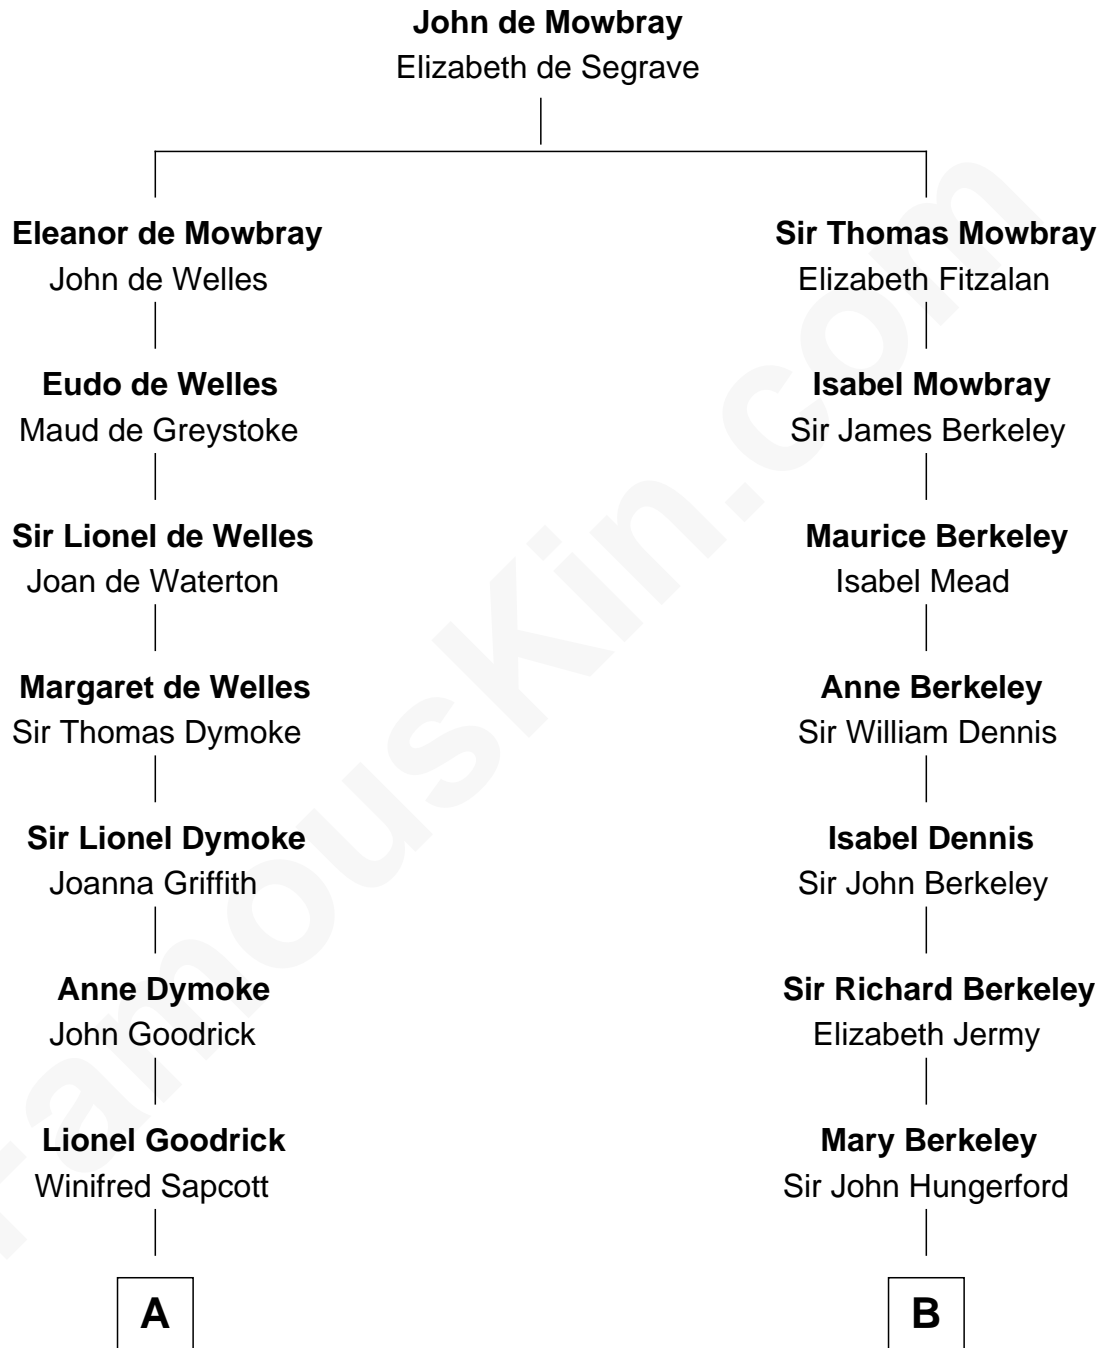 John de Mowbray
Elizabeth de Segrave
Eleanor de Mowbray
John de Welles
Eudo de Welles
Maud de Greystoke
Sir Lionel de Welles
Joan de Waterton
Margaret de Welles
Sir Thomas Dymoke
Sir Lionel Dymoke
Joanna Griffith
Anne Dymoke
John Goodrick
Lionel Goodrick
Winifred Sapcott
A
Sir Thomas Mowbray
Elizabeth Fitzalan
Isabel Mowbray
Sir James Berkeley
Maurice Berkeley
Isabel Mead
Anne Berkeley
Sir William Dennis
Isabel Dennis
Sir John Berkeley
Sir Richard Berkeley
Elizabeth Jermy
Mary Berkeley
Sir John Hungerford
B
FamousKin.com